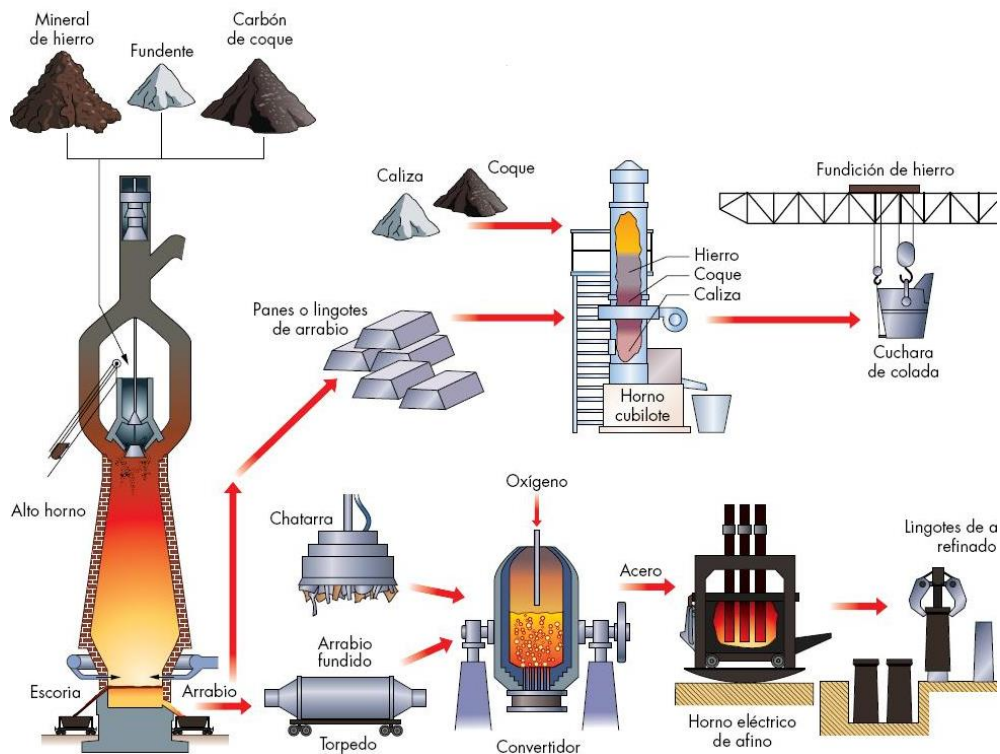 Mineral
de hierro
Fundente
Carbón
de coque
Caliza
Coque
Fundición de hierro
Hierro
Coque
Caliza
Panes o lingotes
de arrabio
Cuchara
de colada
Horno
cubilote
Alto horno
Chatarra
Oxígeno
Acero
Lingotes de a
refinado
Arrabio
fundido
Escoria
Arrabio
Torpedo
Convertidor
Horno eléctrico
de afino